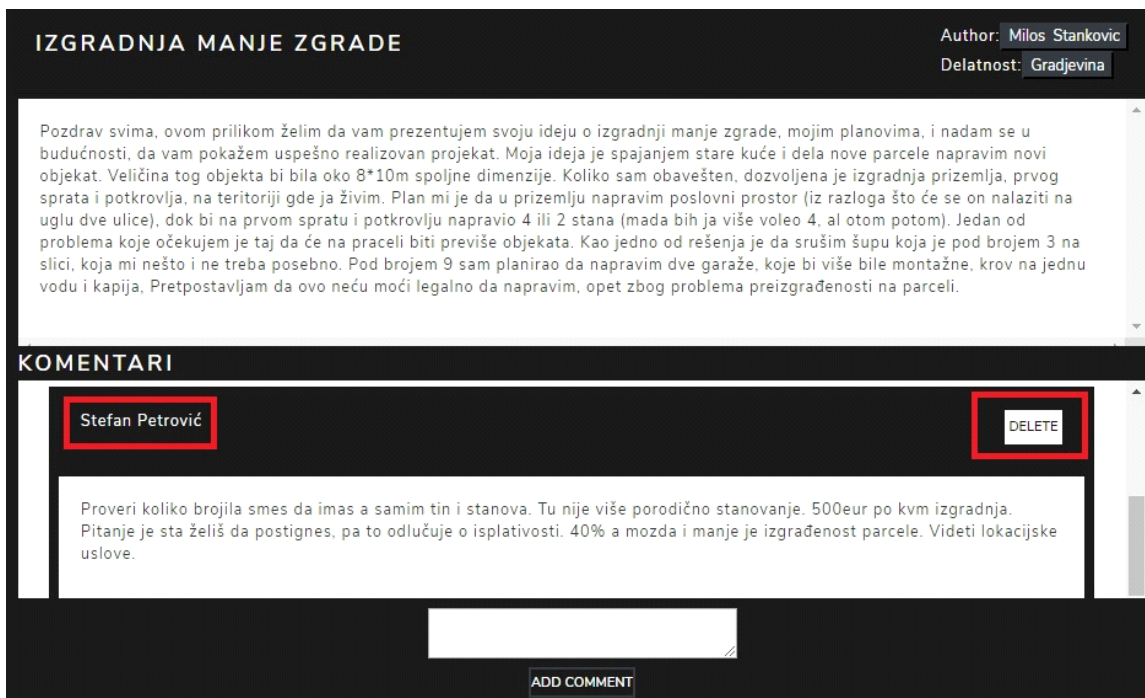 IZGRADNJA MANJE ZGRADE
Author: Milos Stankovic
Delatnost: Gradjevina
Pozdrav svima, ovom prilikom želim da vam prezentujem svoju ideju o izgradnji manje zgrade, mojim planovima, i nadam se u
budućnosti, da vam pokažem uspešno realizovan projekat. Moja ideja je spajanjem stare kuće i dela nove parcele napravim novi
objekat. Veličina tog objekta bi bila oko 8*10m spoljne dimenzije. Koliko sam obavešten, dozvoljena je izgradnja prizemlja, prvog
sprata i potkrovlja, na teritoriji gde ja živim. Plan mi je da u prizemlju napravim poslovni prostor (iz razloga što će se on nalaziti na
uglu dve ulice), dok bi na prvom spratu i potkrovlju napravio 4 ili 2 stana (mada bih ja više voleo 4, al otom potom). Jedan od
problema koje očekujem je taj da će na praceli biti previše objekata. Kao jedno od rešenja je da srušim šupu koja je pod brojem 3 na
slici, koja mi nešto i ne treba posebno. Pod brojem 9 sam planirao da napravim dve garaže, koje bi više bile montažne, krov na jednu
vodu i kapija, Pretpostavljam da ovo neću moći legalno da napravim, opet zbog problema preizgrađenosti na parceli.
KOMENTARI
Stefan Petrović
DELETE
Proveri koliko brojila smes da imas a samim tin i stanova. Tu nije više porodično stanovanje. 500eur po kvm izgradnja.
Pitanje je sta želiš da postignes, pa to odlučuje o isplativosti. 40% a mozda i manje je izgrađenost parcele. Videti lokacijske
uslove.
ADD COMMENT